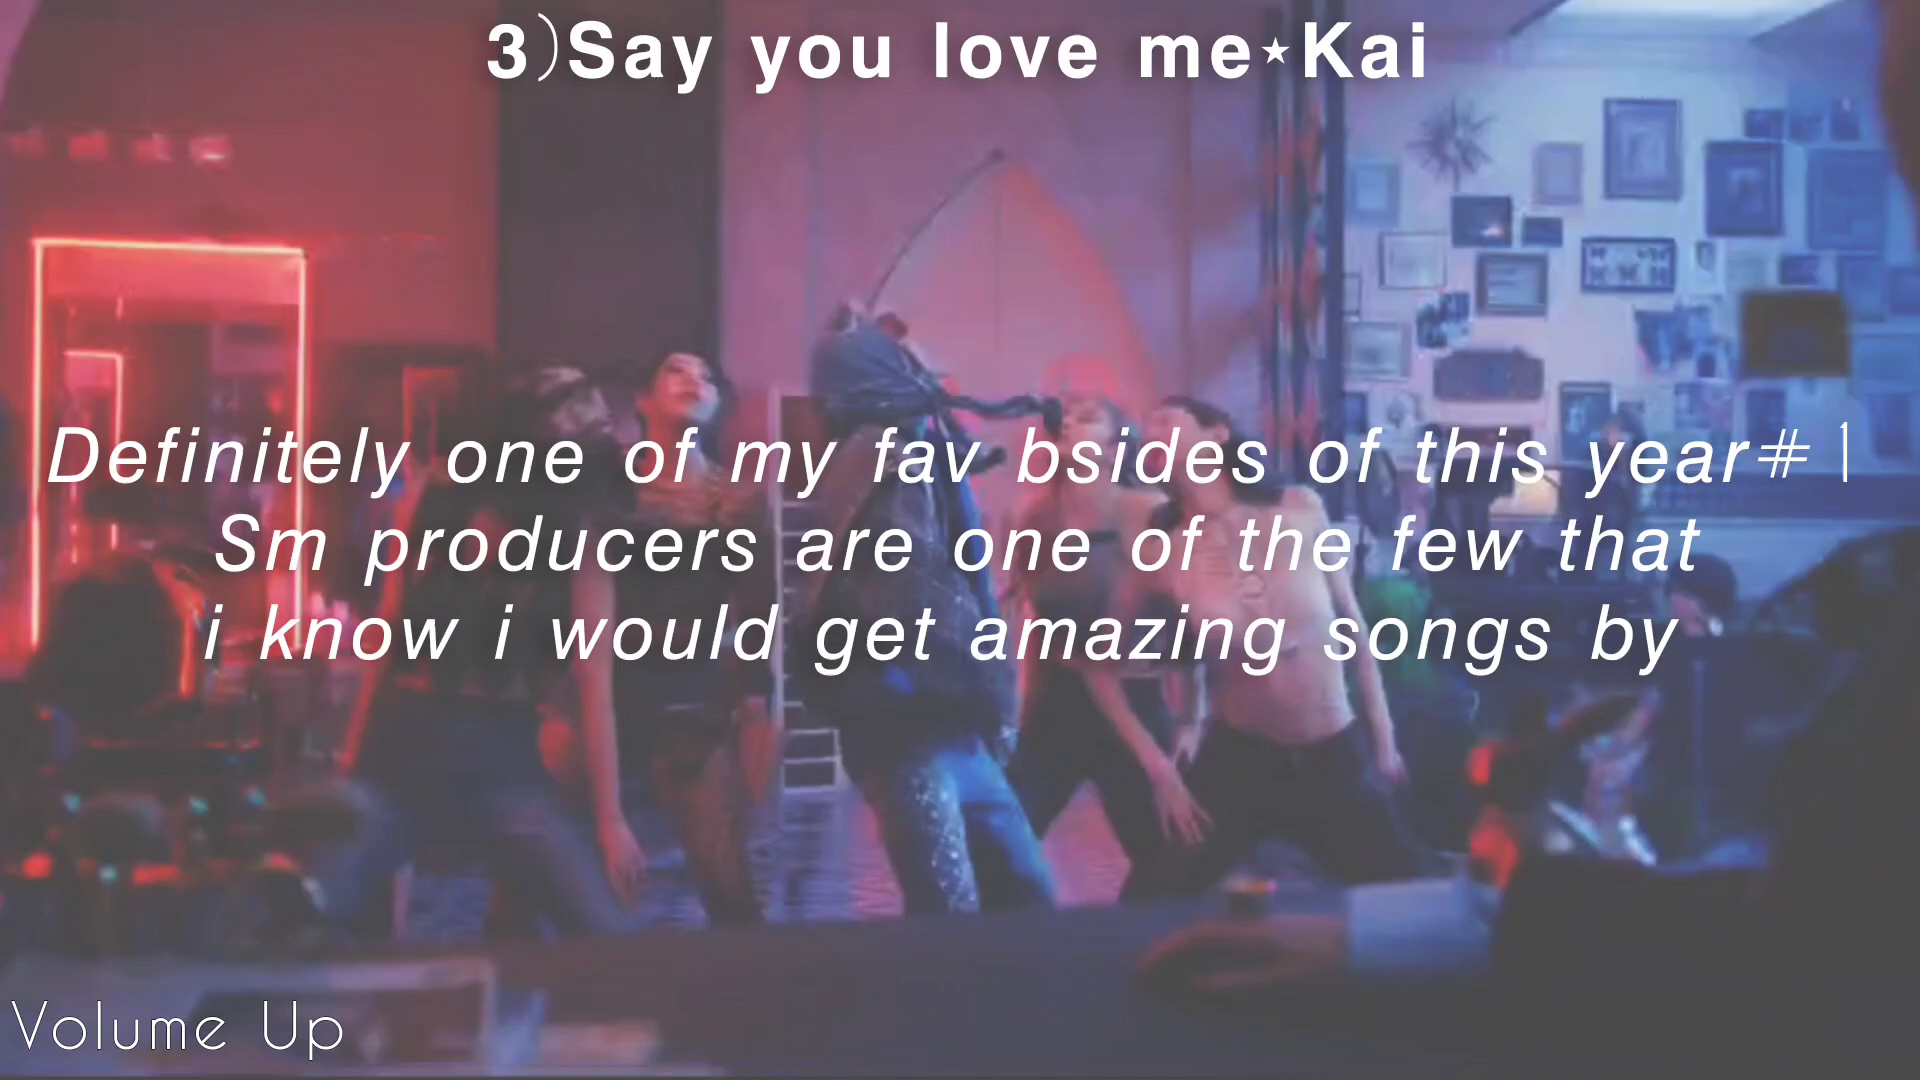 3)Say you love me⋆Kai
Definitely one of my fav bsides of this year#1
Sm producers are one of the few that
i know i would get amazing songs by
Volume Up